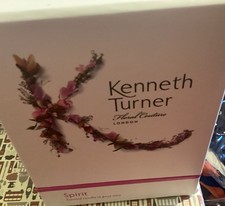 Kenneth
Turner
Floral Couture
LONDON
Spirit